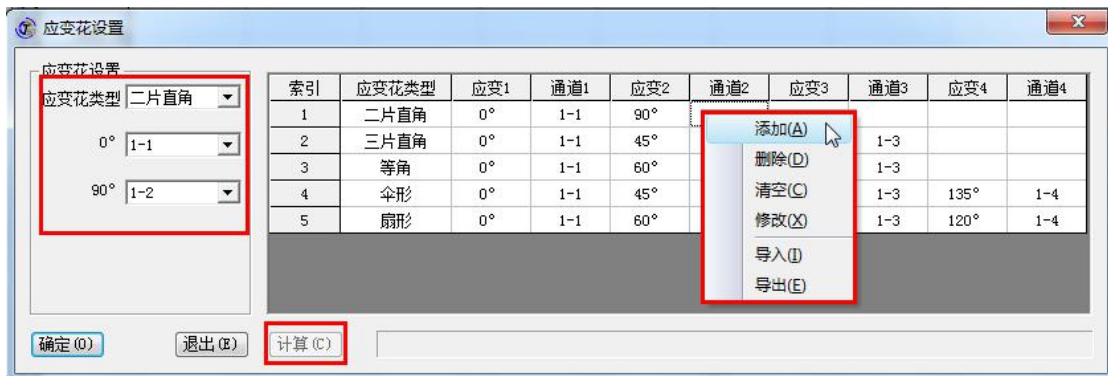 应变花设置
应变花设置
应变花类型 二片直角
0° 1-1
90° 1-2
索引 应变花类型 应变1 通道1 应变2 通道2 应变3 通道3 应变4 通道4
1 二片直角 0° 1-1 90°
2 三片直角 0° 1-1 45° 1-3
3 等角 0° 1-1 60° 1-3
4 伞形 0° 1-1 45° 1-3 135° 1-4
5 扇形 0° 1-1 60° 1-3 120° 1-4
添加(A)
删除(D)
清空(C)
修改(X)
导入(I)
导出(E)
确定(O) 退出(E) 计算(C)